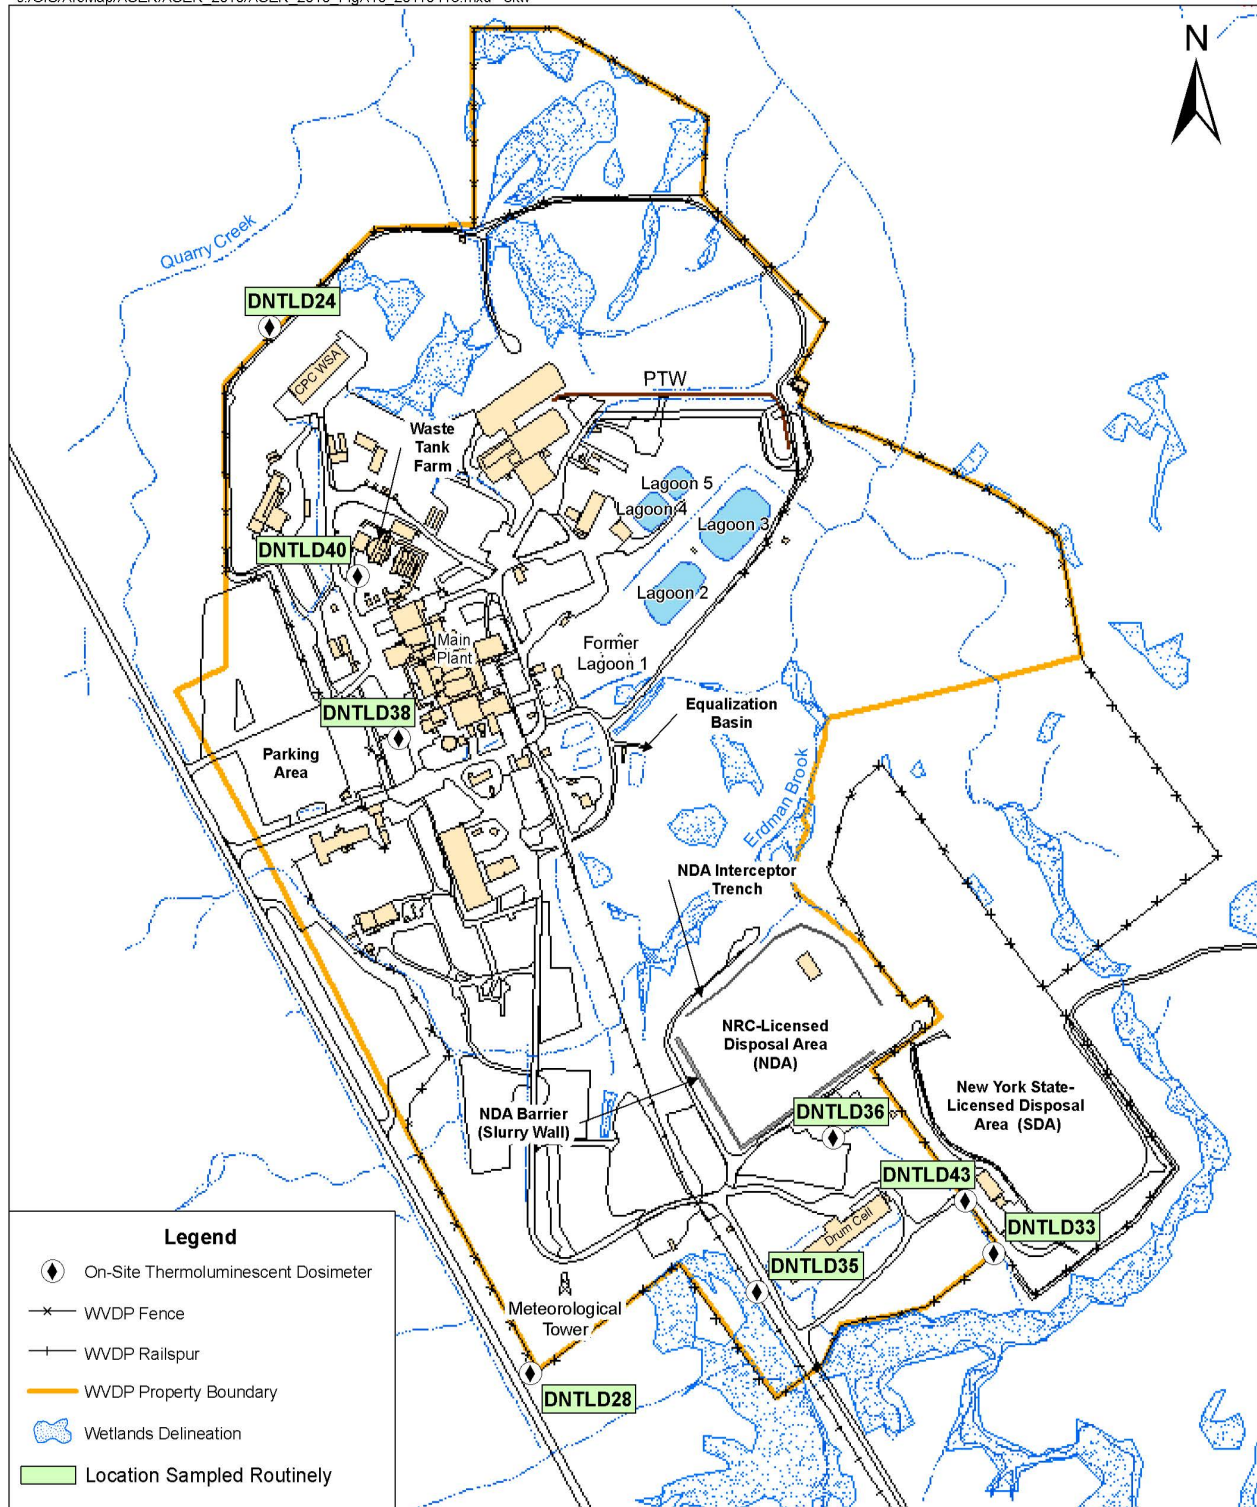 N
Quarry Creek
DNTLD24
CPC WSA
PTW
Waste
Tank
Farm
Lagoon 5
Lagoon 4
Lagoon 3
DNTLD40
Lagoon 2
Main
Plant
Former
Lagoon 1
DNTLD38
Equalization
Basin
Parking
Area
Erdman Brook
NDA Interceptor
Trench
NRC-Licensed
Disposal Area
(NDA)
New York State-
Licensed Disposal
Area (SDA)
NDA Barrier
(Slurry Wall)
DNTLD36
DNTLD43
DNTLD33
Drum Cell
DNTLD35
Meteorological
Tower
DNTLD28
Legend
On-Site Thermoluminescent Dosimeter
WVDP Fence
WVDP Railspur
WVDP Property Boundary
Wetlands Delineation
Location Sampled Routinely